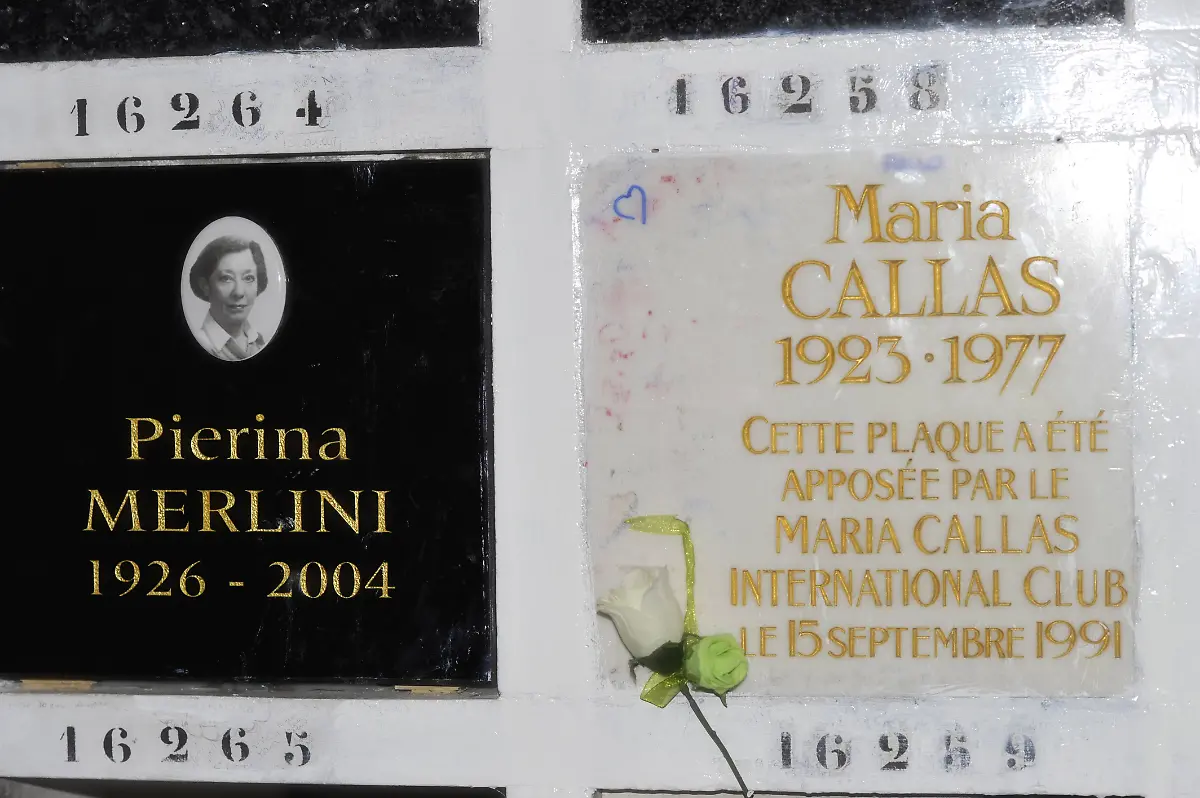 16264
Pierina
MERLINI
1926 - 2004
16265
16258
Maria
CALLAS
1923 · 1977
CETTE PLAQUE A ÉTÉ
APPOSÉE PAR LE
MARIA CALLAS
INTERNATIONAL CLUB
LE 15 SEPTEMBRE 1991
16259